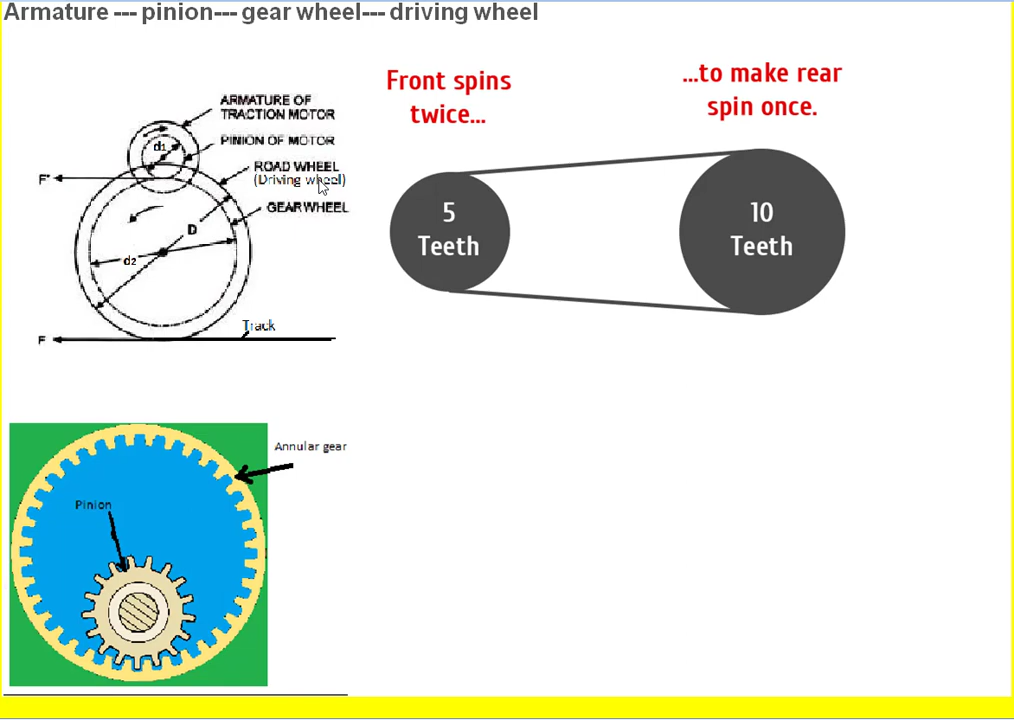 Armature --- pinion--- gear wheel--- driving wheel
ARMATURE OF
TRACTION MOTOR
d1
PINION OF MOTOR
ROAD WHEEL
(Driving wheel)
F'
GEAR WHEEL
D
d2
Track
F
Front spins
twice...
...to make rear
spin once.
5
Teeth
10
Teeth
Annular gear
Pinion